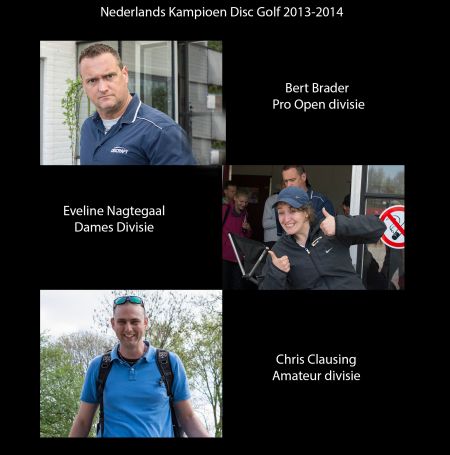 Nederlands Kampioen Disc Golf 2013-2014
DISCRAFT
Bert Brader
Pro Open divisie
Eveline Nagtegaal
Dames Divisie
Chris Clausing
Amateur divisie